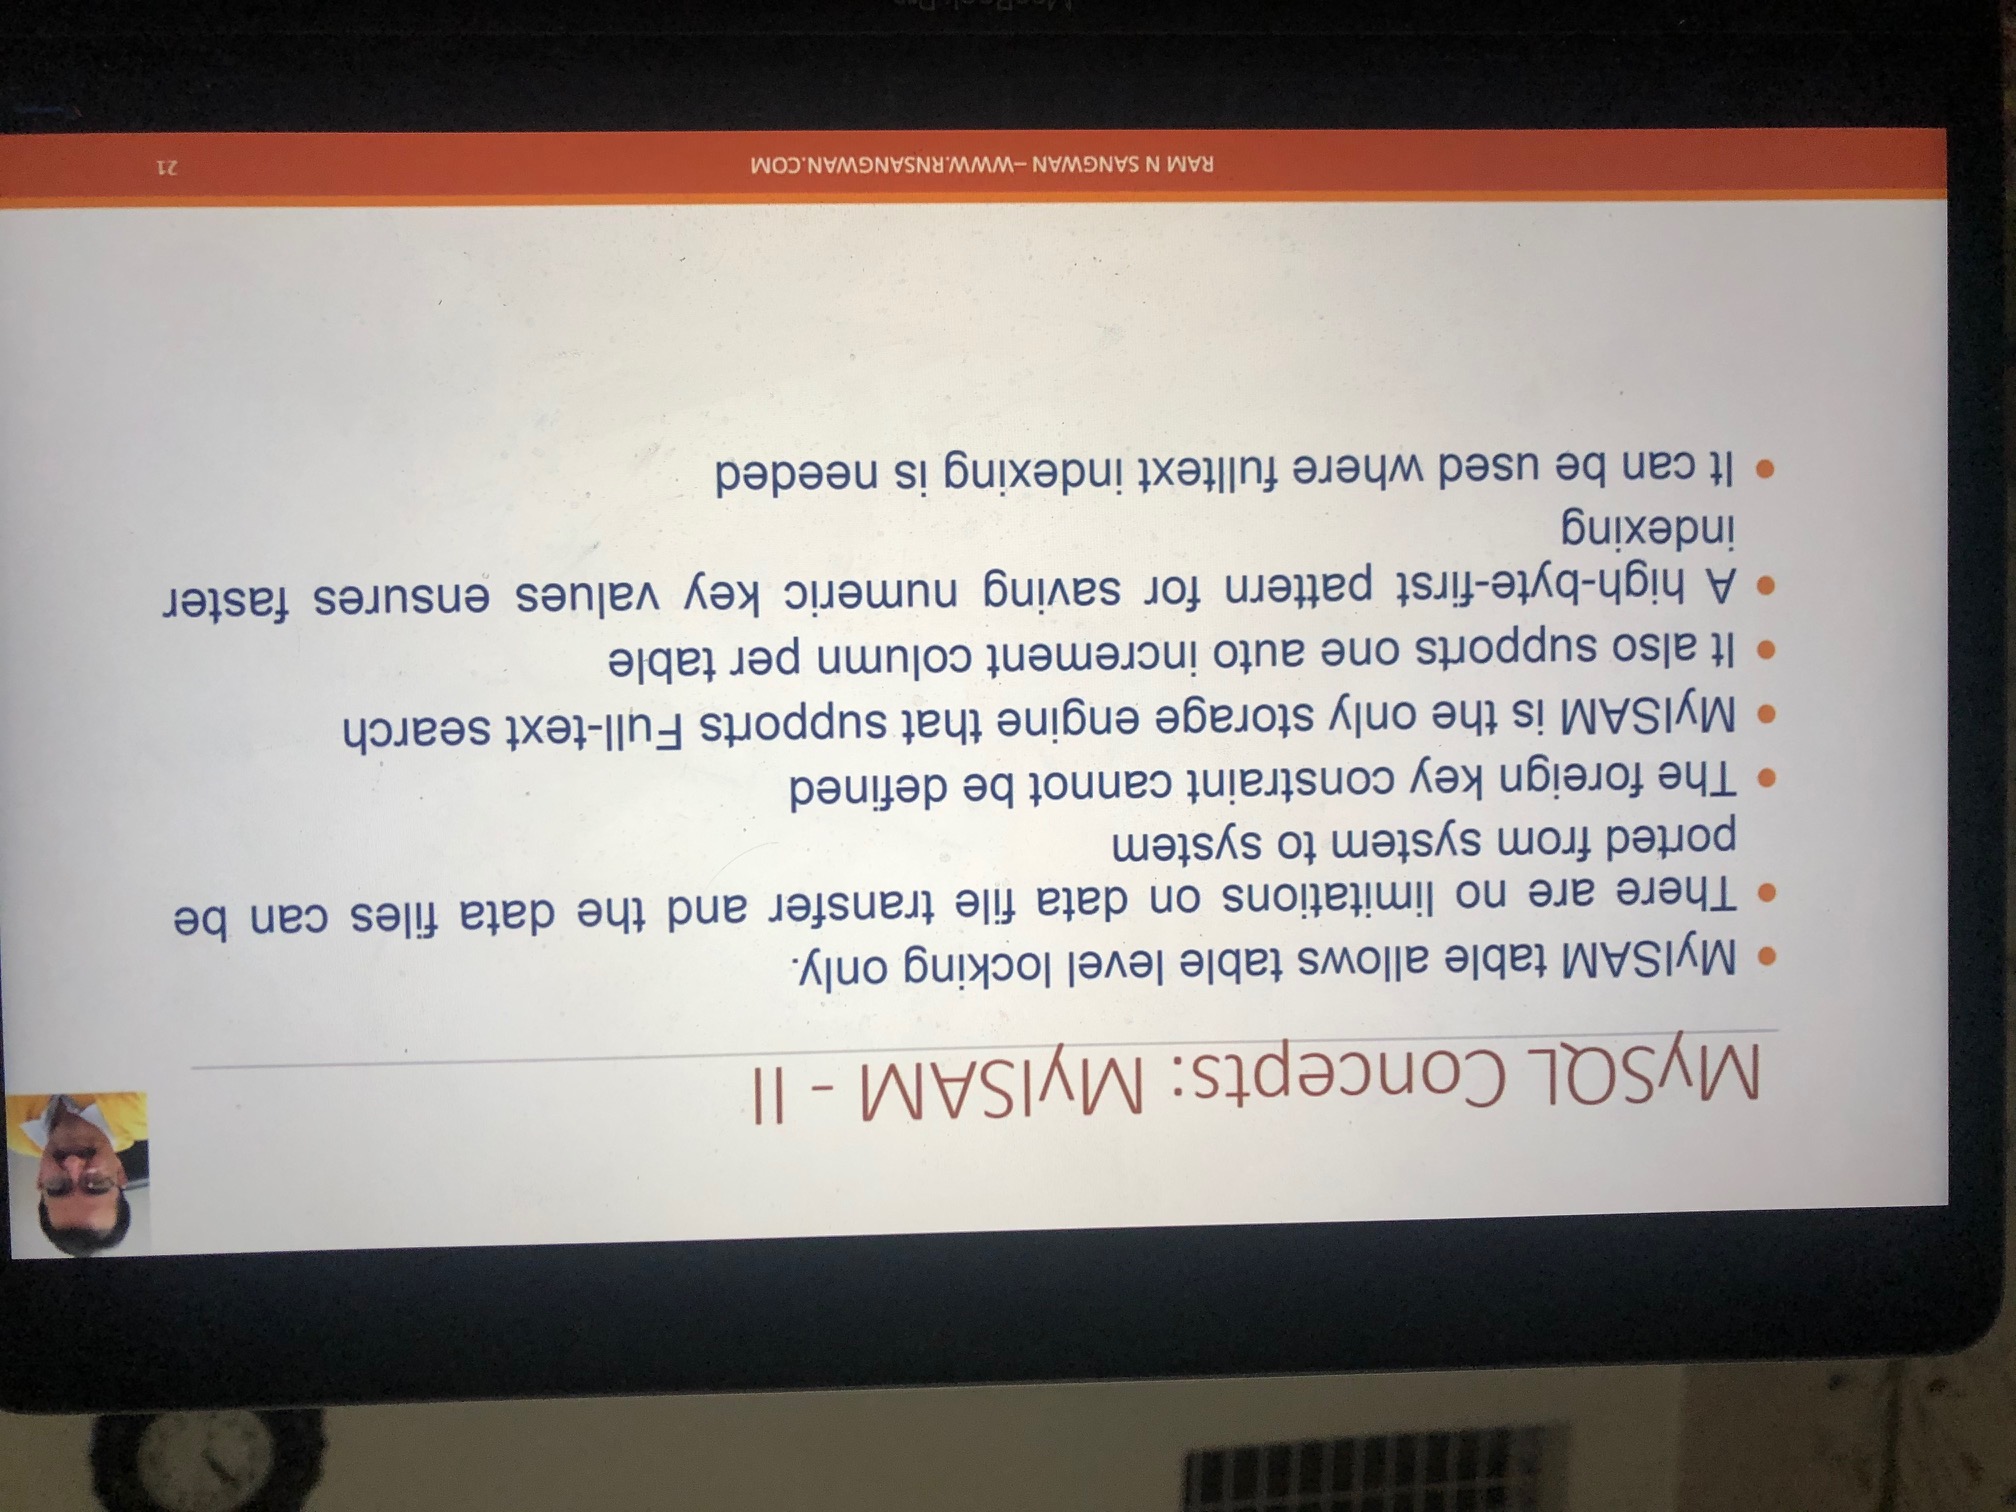 MySQL Concepts: MyISAM - II
• MyISAM table allows table level locking only.
• There are no limitations on data file transfer and the data files can be
ported from system to system
• The foreign key constraint cannot be defined
• MyISAM is the only storage engine that supports Full-text search
• It also supports one auto increment column per table
• A high-byte-first pattern for saving numeric key values ensures faster
indexing
• It can be used where fulltext indexing is needed
RAM N SANGWAN –WWW.RNSANGWAN.COM
21
MacBook Pro